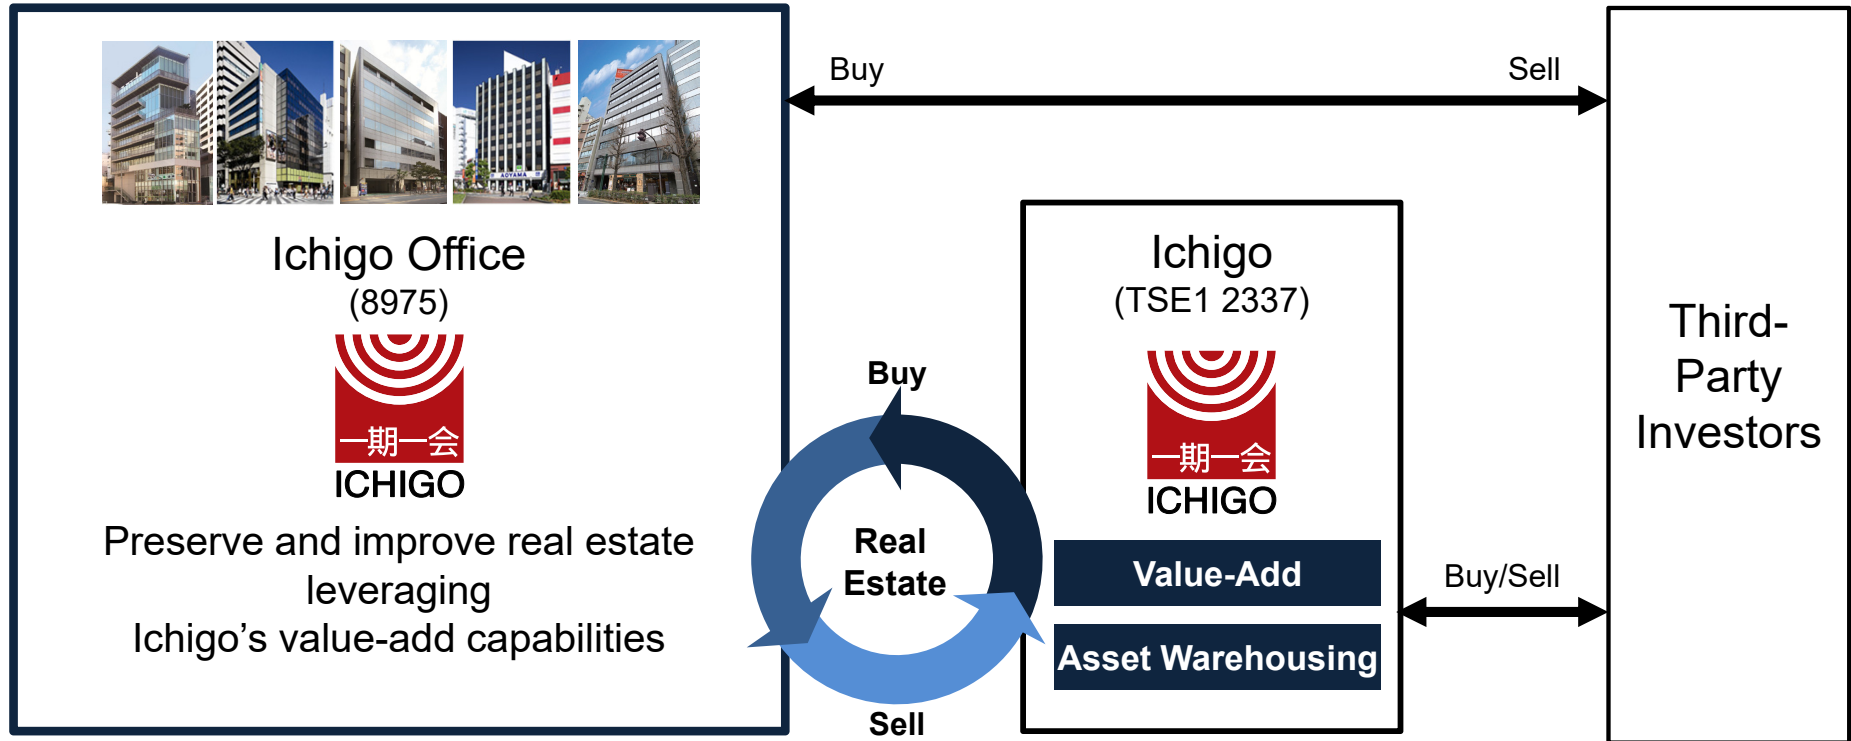 Buy
Sell
AOYAMA
Ichigo Office
(8975)
一期一会
ICHIGO
Preserve and improve real estate
leveraging
Ichigo’s value-add capabilities
Buy
Real
Estate
Sell
Ichigo
(TSE1 2337)
一期一会
ICHIGO
Value-Add
Asset Warehousing
Buy/Sell
Third-
Party
Investors